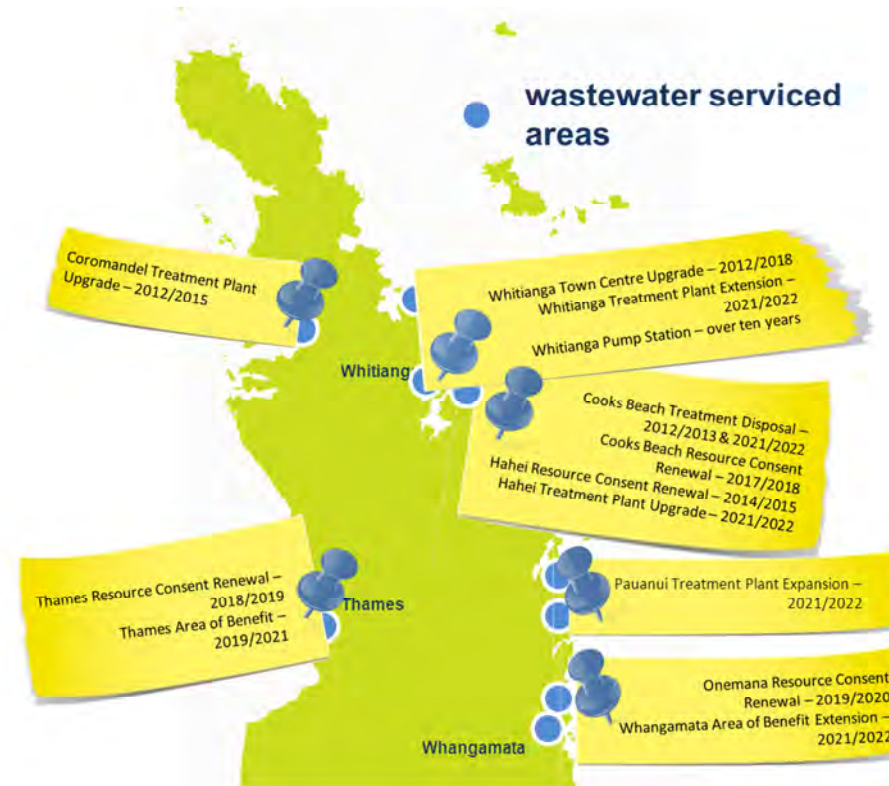 wastewater serviced
areas
Coromandel Treatment Plant
Upgrade – 2012/2015
Whitianga Town Centre Upgrade – 2012/2018
Whitianga Treatment Plant Extension –
2021/2022
Whitianga Pump Station – over ten years
Whitiang
Cooks Beach Treatment Disposal –
2012/2013 & 2021/2022
Cooks Beach Resource Consent
Renewal – 2017/2018
Hahei Resource Consent Renewal – 2014/2015
Hahei Treatment Plant Upgrade – 2021/2022
Thames Resource Consent Renewal –
2018/2019
Thames Area of Benefit –
2019/2021
Thames
Pauanui Treatment Plant Expansion –
2021/2022
Onemana Resource Consent
Renewal – 2019/2020
Whangamata Area of Benefit Extension –
2021/2022
Whangamata